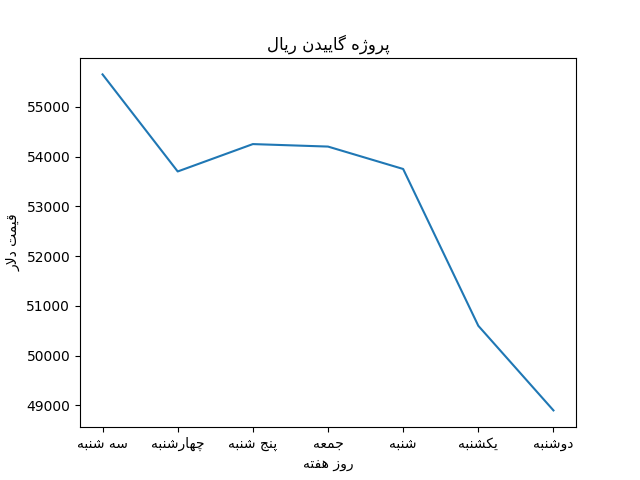 پروژه گاییدن ریال
قیمت دلار
55000
54000
53000
52000
51000
50000
49000
سه شنبه
چهارشنبه
پنج شنبه
جمعه
شنبه
یکشنبه
دوشنبه
روز هفته